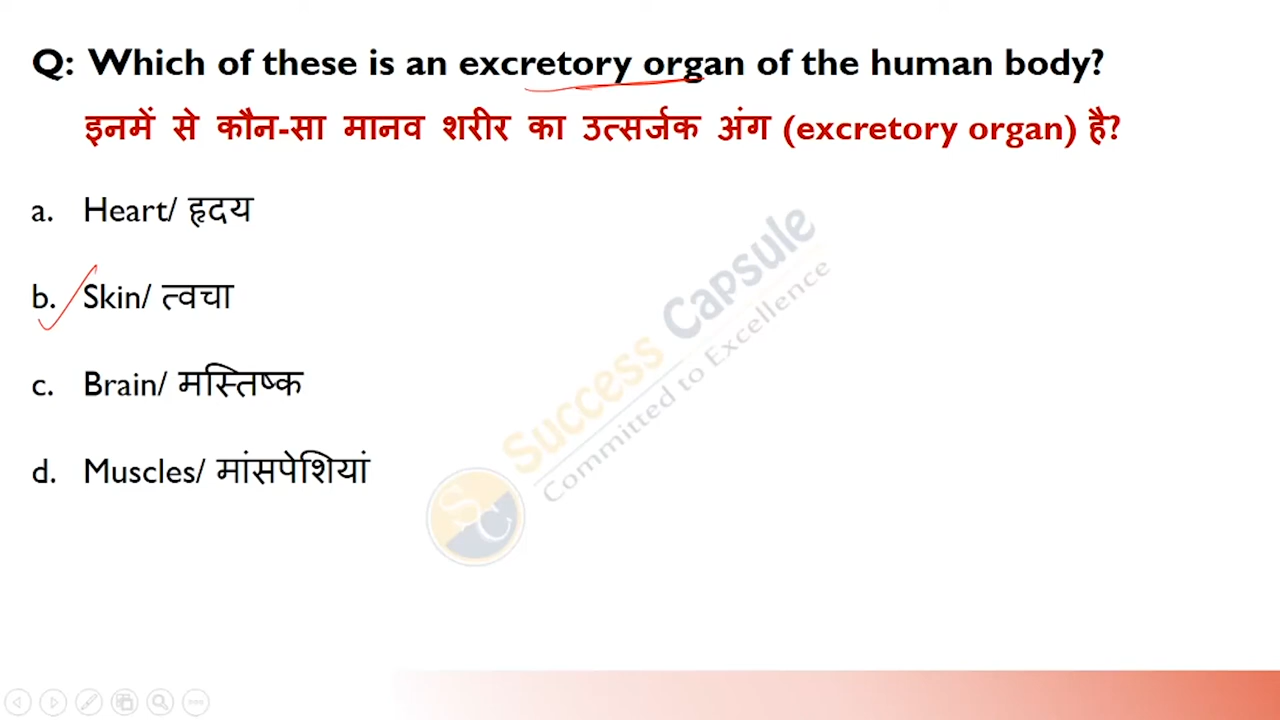 Q: Which of these is an excretory organ of the human body?
इनमें से कौन-सा मानव शरीर का उत्सर्जक अंग (excretory organ) है?
a. Heart/ हृदय
b. Skin/ त्वचा
c. Brain/ मस्तिष्क
d. Muscles/ मांसपेशियां
Success Capsule
Committed to Excellence
SC